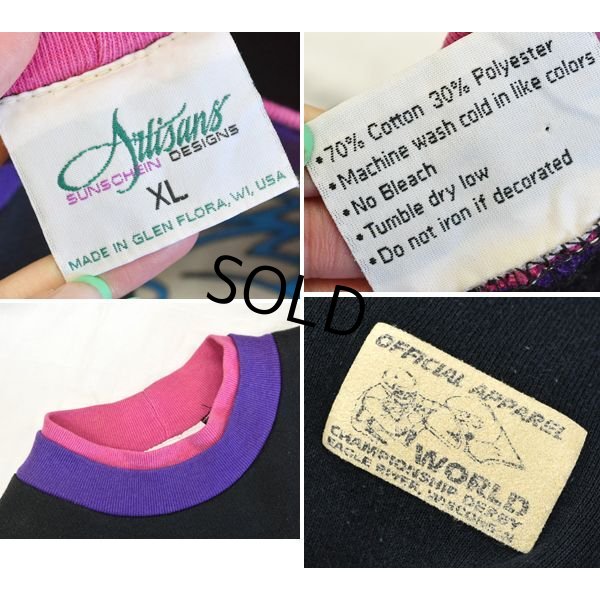 Artisans
SUNSCHEIN DESIGNS
XL
MADE IN GLEN FLORA, WI, USA
•70% Cotton 30% Polyester
•Machine wash cold in like colors
•No Bleach
•Tumble dry low
•Do not iron if decorated
SOLD
OFFICIAL APPAREL
WORLD
CHAMPIONSHIP DERBY
EAGLE RIVER, WISCONSIN